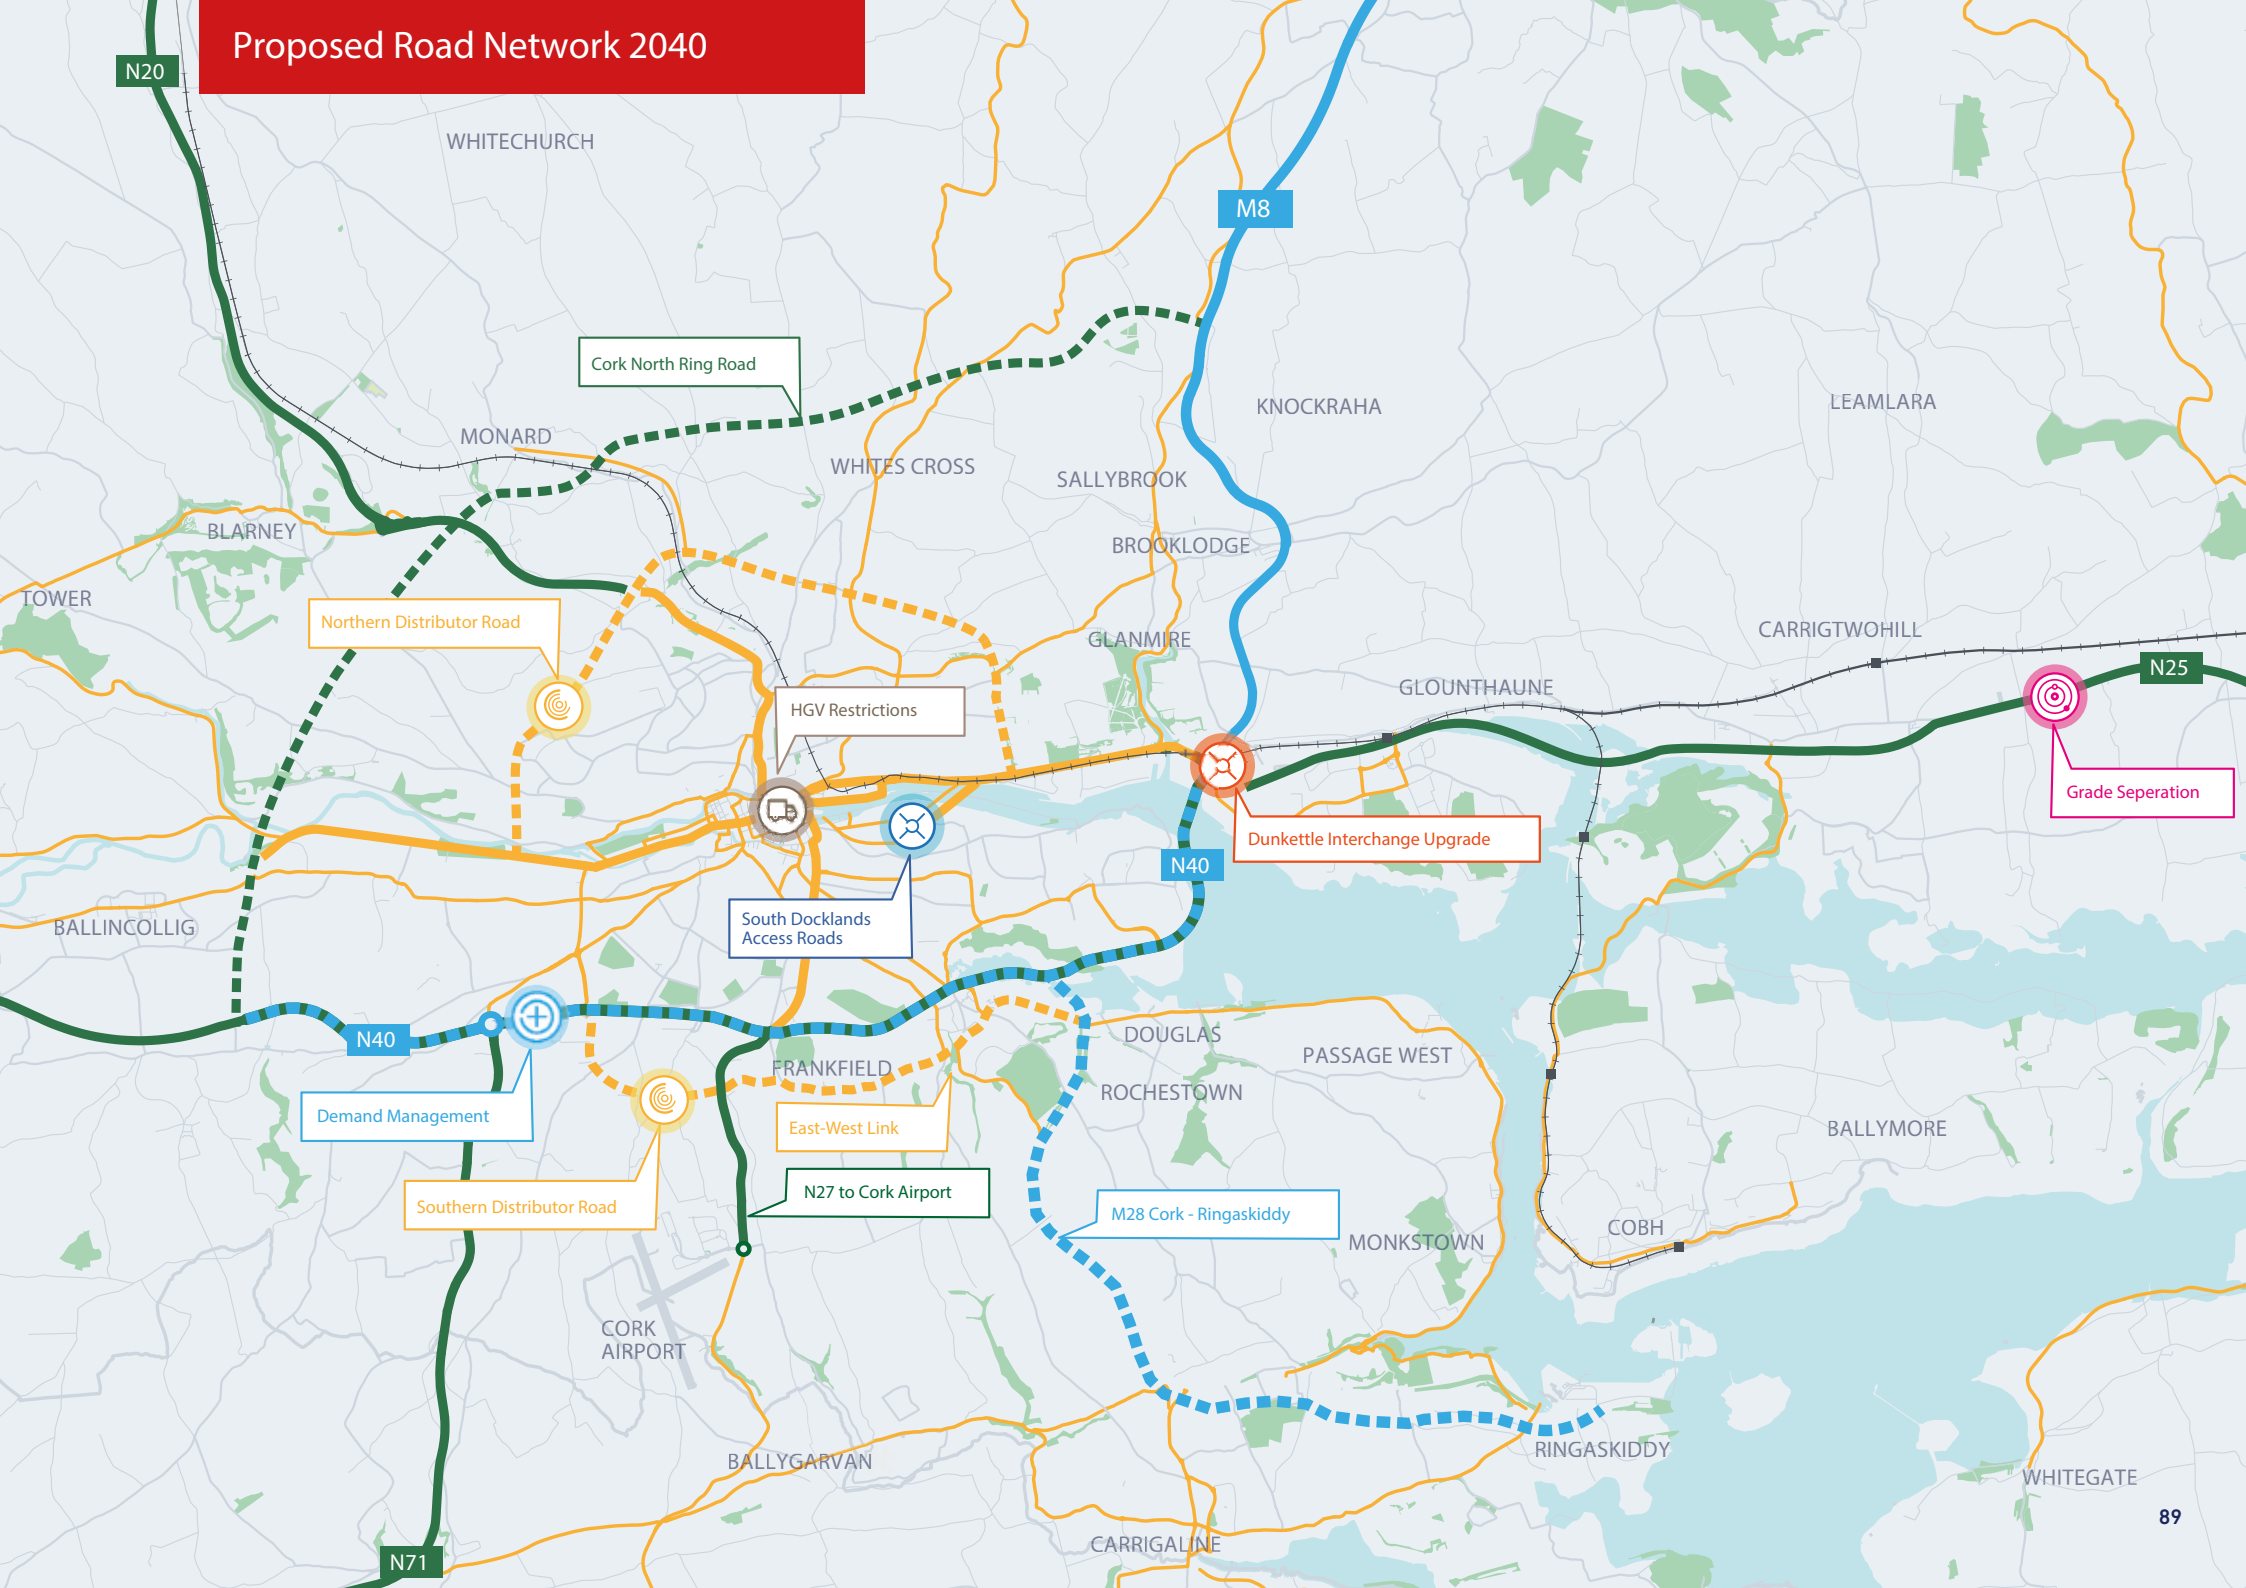 Proposed Road Network 2040
N20
WHITECHURCH
M8
Cork North Ring Road
KNOCKRAHA
LEAMLARA
MONARD
WHITES CROSS
SALLYBROOK
BLARNEY
BROOKLODGE
TOWER
Northern Distributor Road
GLANMIRE
CARRIGTWOHILL
N25
GLOUNTHAUNE
HGV Restrictions
Grade Seperation
Dunkettle Interchange Upgrade
N40
South Docklands
Access Roads
BALLINCOLLIG
N40
DOUGLAS
PASSAGE WEST
FRANKFIELD
ROCHESTOWN
Demand Management
East-West Link
BALLYMORE
N27 to Cork Airport
Southern Distributor Road
M28 Cork - Ringaskiddy
COBH
MONKSTOWN
CORK
AIRPORT
BALLYGARVAN
RINGASKIDDY
WHITEGATE
89
CARRIGALINE
N71